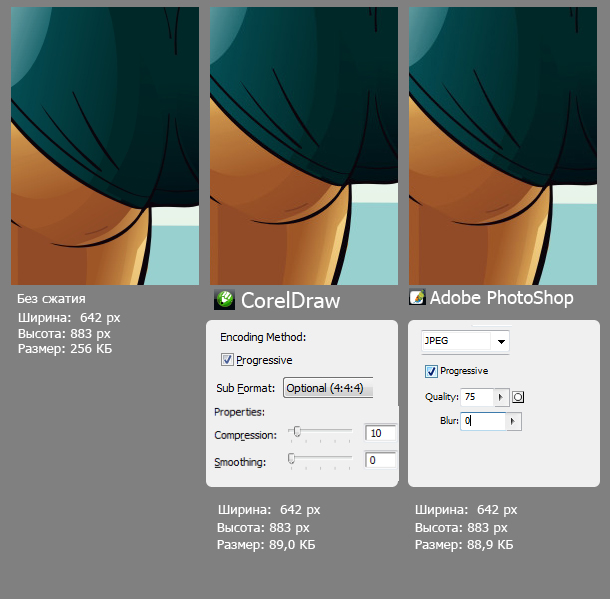 Без сжатия
Ширина: 642 px
Высота: 883 px
Размер: 256 КБ
CorelDraw
Encoding Method:
Progressive
Sub Format: Optional (4:4:4)
Properties:
Compression: 10
Smoothing: 0
Ширина: 642 px
Высота: 883 px
Размер: 89,0 КБ
Adobe PhotoShop
JPEG
Progressive
Quality: 75
Blur: 0
Ширина: 642 px
Высота: 883 px
Размер: 88,9 КБ